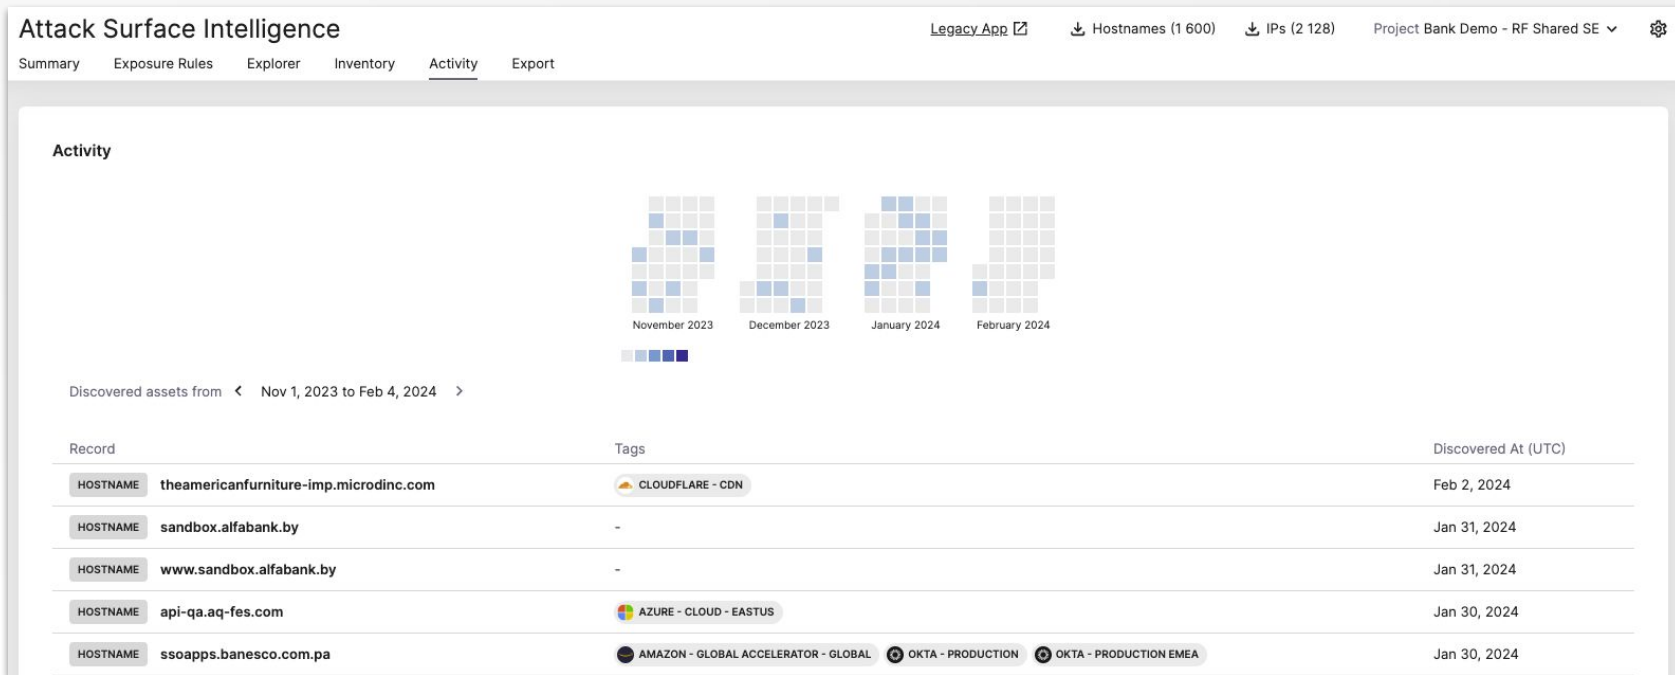 Attack Surface Intelligence
Legacy App Hostnames (1 600) IPs (2 128) Project Bank Demo - RF Shared SE
Summary Exposure Rules Explorer Inventory Activity Export
Activity
November 2023 December 2023 January 2024 February 2024
Discovered assets from < Nov 1, 2023 to Feb 4, 2024 >
Record Tags Discovered At (UTC)
HOSTNAME theamericanfurniture-imp.microdinc.com CLOUDFLARE - CDN Feb 2, 2024
HOSTNAME sandbox.alfabank.by - Jan 31, 2024
HOSTNAME www.sandbox.alfabank.by - Jan 31, 2024
HOSTNAME api-qa.aq-fes.com AZURE - CLOUD - EASTUS Jan 30, 2024
HOSTNAME ssoapps.banesco.com.pa AMAZON - GLOBAL ACCELERATOR - GLOBAL OKTA - PRODUCTION OKTA - PRODUCTION EMEA Jan 30, 2024